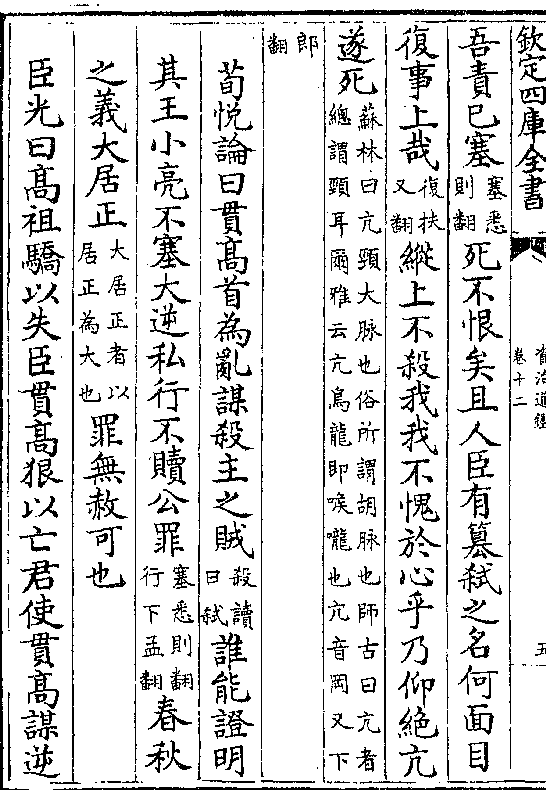 欽定四庫全書
資治通鑑
卷十二
五
吾責已塞塞悉則翻死不恨矣且人臣有篡弑之名何面目
復事上哉復扶又翻縱上不殺我我不愧於心乎乃仰絶亢
遂死蘇林曰亢頸大脉也俗所謂胡脉也師古曰亢者總謂頸耳爾雅云亢鳥龍即喉嚨也亢音岡又下
郎翻
荀悦論曰貫髙首為亂謀殺主之賊殺讀曰弑誰能證明
其王小亮不塞大逆私行不贖公罪塞悉則翻行下孟翻春秋
之義大居正大居正者以居正為大也罪無赦可也
臣光曰髙祖驕以失臣貫髙狠以亡君使貫髙謀逆